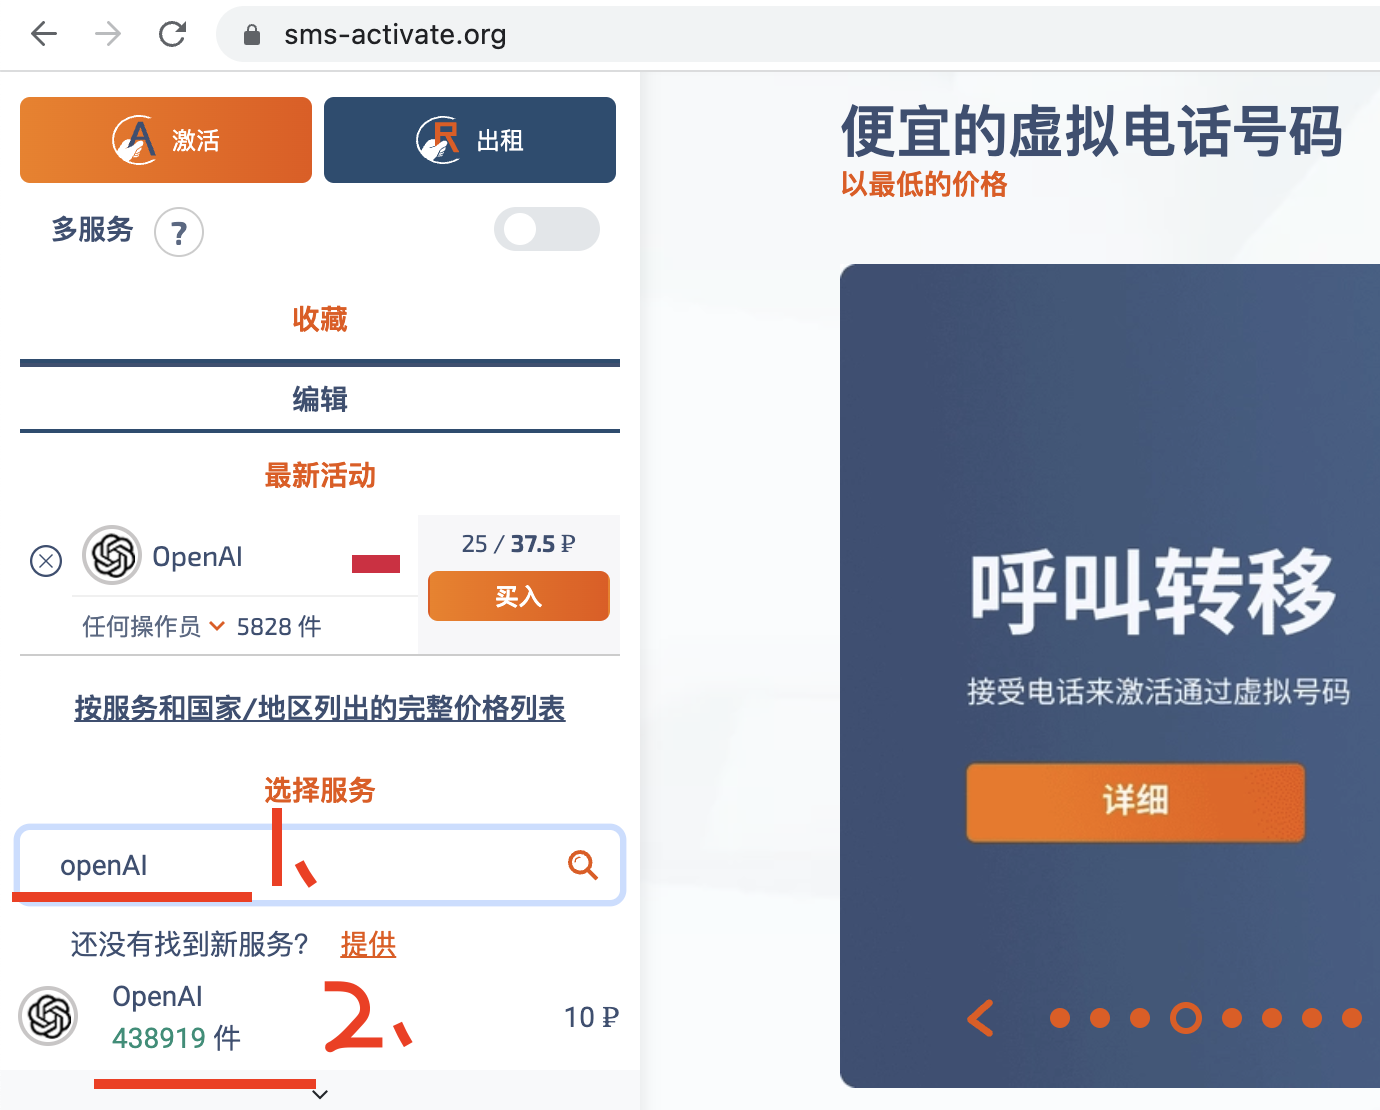 sms-activate.org
激活
出租
多服务 ?
收藏
编辑
最新活动
OpenAI
25 / 37.5 ₽
买入
任何操作员 5828 件
按服务和国家/地区列出的完整价格列表
选择服务
openAI
1、
还没有找到新服务? 提供
OpenAI
438919 件
2、
10 ₽
便宜的虚拟电话号码
以最低的价格
呼叫转移
接受电话来激活通过虚拟号码
详细